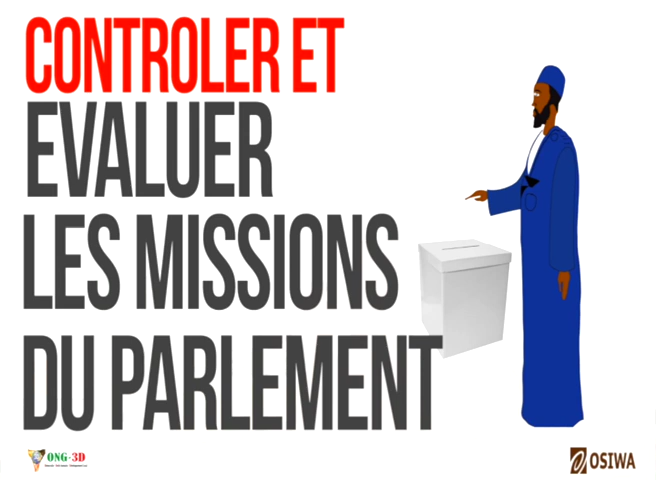 CONTROLER ET
EVALUER
LES MISSIONS
DU PARLEMENT
ONG-3D
OSIWA